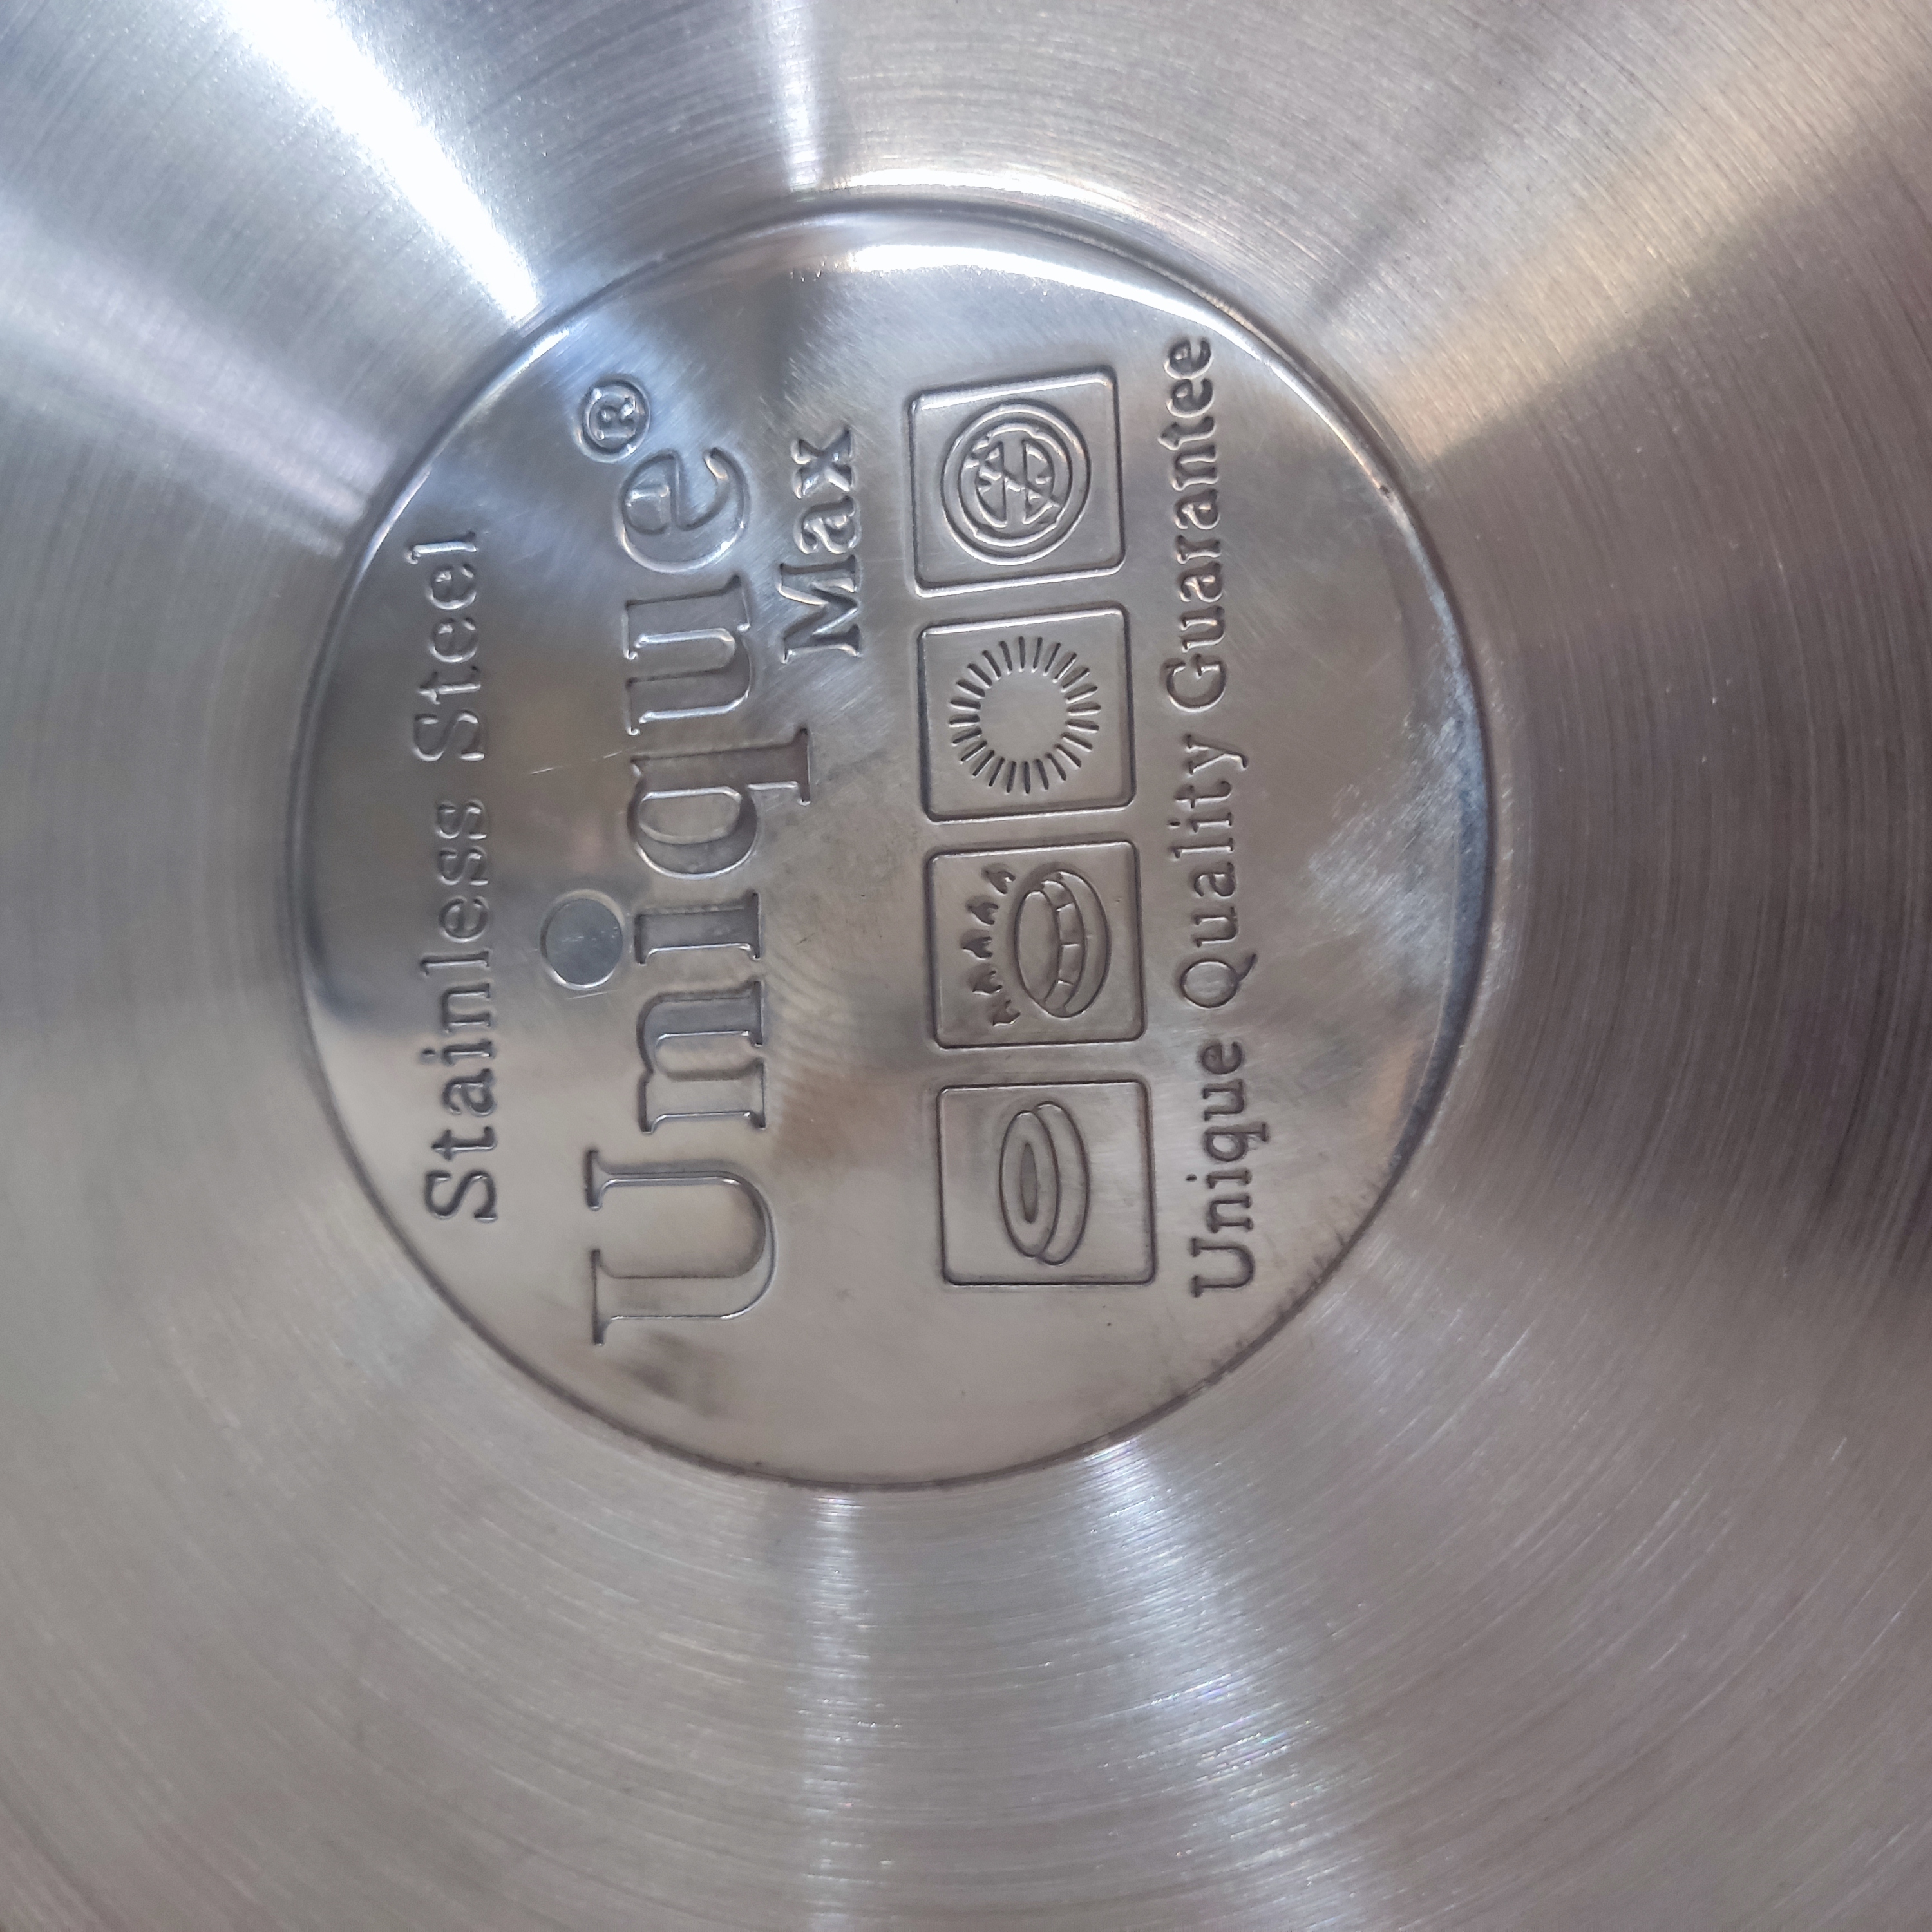 Stainless Steel
Unique®
Max
Unique Quality Guarantee